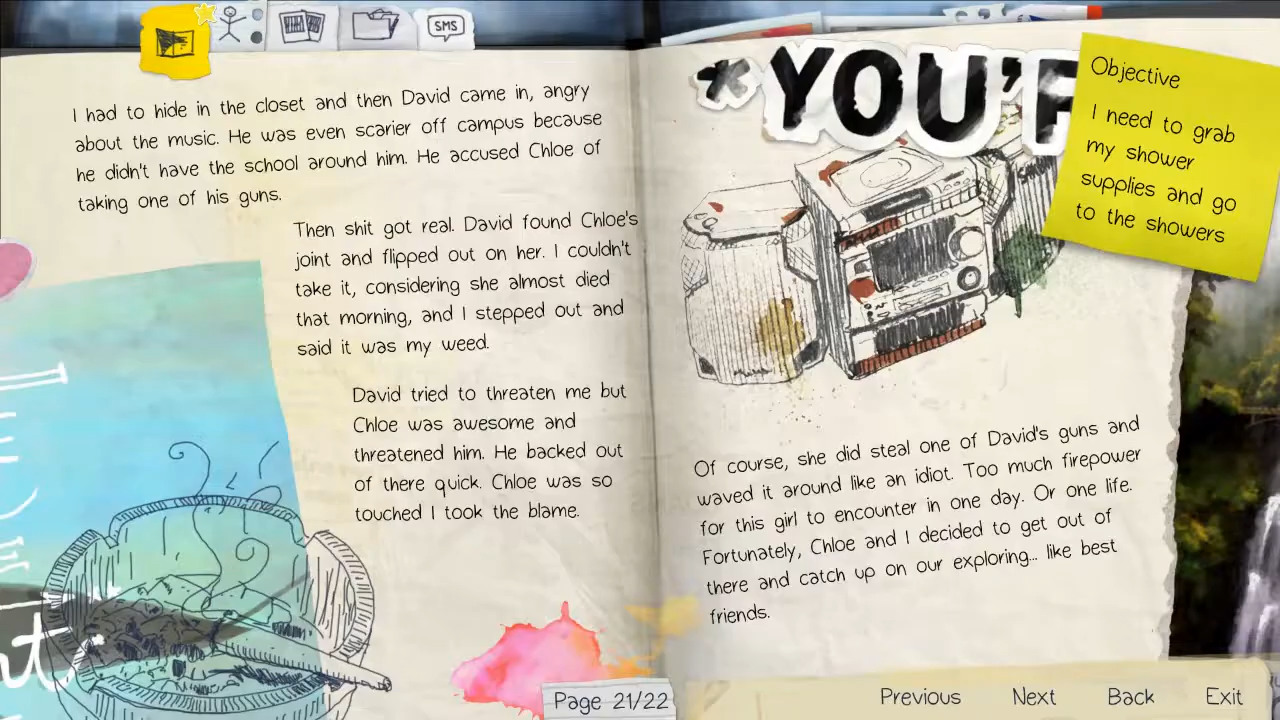 SMS
I had to hide in the closet and then David came in, angry
about the music. He was even scarier off campus because
he didn't have the school around him. He accused Chloe of
taking one of his guns.
Then shit got real. David found Chloe's
joint and flipped out on her. I couldn't
take it, considering she almost died
that morning, and I stepped out and
said it was my weed.
David tried to threaten me but
Chloe was awesome and
threatened him. He backed out
of there quick. Chloe was so
touched I took the blame.
Page 21/22
*YOU'R
Objective
I need to grab
my shower
supplies and go
to the showers
Of course, she did steal one of David's guns and
waved it around like an idiot. Too much firepower
for this girl to encounter in one day. Or one life.
Fortunately, Chloe and I decided to get out of
there and catch up on our exploring... like best
friends.
Previous Next Back Exit